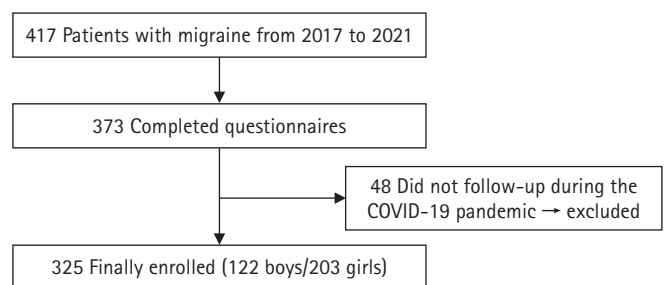 417 Patients with migraine from 2017 to 2021
373 Completed questionnaires
48 Did not follow-up during the
COVID-19 pandemic → excluded
325 Finally enrolled (122 boys/203 girls)